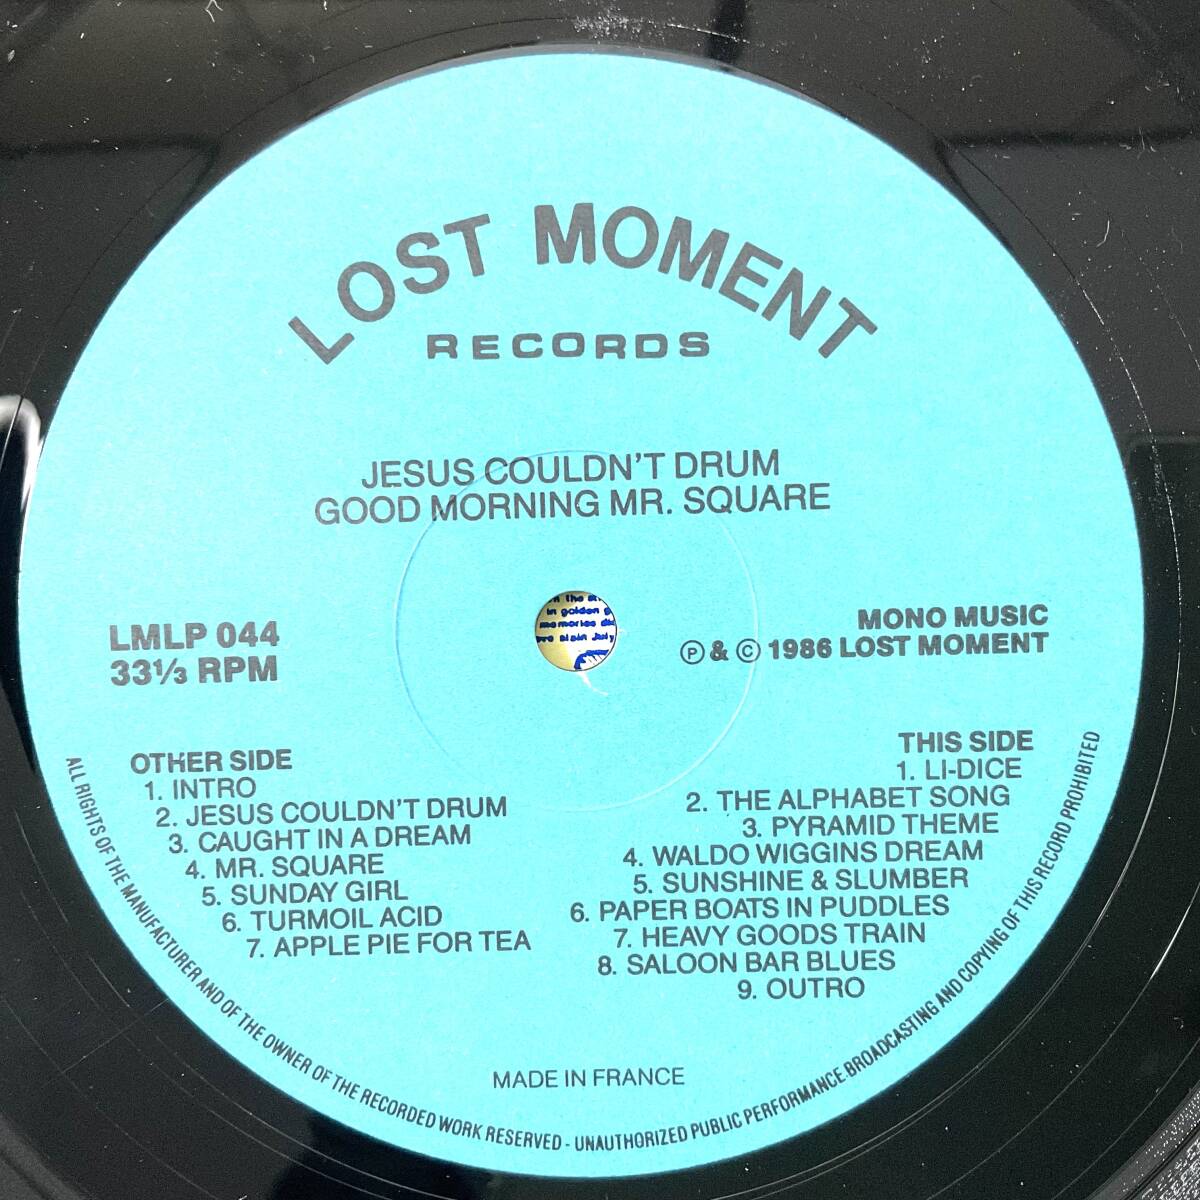 LOST MOMENT
RECORDS
JESUS COULDN'T DRUM
GOOD MORNING MR. SQUARE
LMLP 044
33⅓ RPM
in golden
memories
MONO MUSIC
Ⓟ & © 1986 LOST MOMENT
OTHER SIDE
1. INTRO
2. JESUS COULDN'T DRUM
3. CAUGHT IN A DREAM
4. MR. SQUARE
5. SUNDAY GIRL
6. TURMOIL ACID
7. APPLE PIE FOR TEA
THIS SIDE
1. LI-DICE
2. THE ALPHABET SONG
3. PYRAMID THEME
4. WALDO WIGGINS DREAM
5. SUNSHINE & SLUMBER
6. PAPER BOATS IN PUDDLES
7. HEAVY GOODS TRAIN
8. SALOON BAR BLUES
9. OUTRO
MADE IN FRANCE
ALL RIGHTS OF THE MANUFACTURER AND OF THE OWNER OF THE RECORDED WORK RESERVED - UNAUTHORIZED PUBLIC PERFORMANCE BROADCASTING AND COPYING OF THIS RECORD PROHIBITED